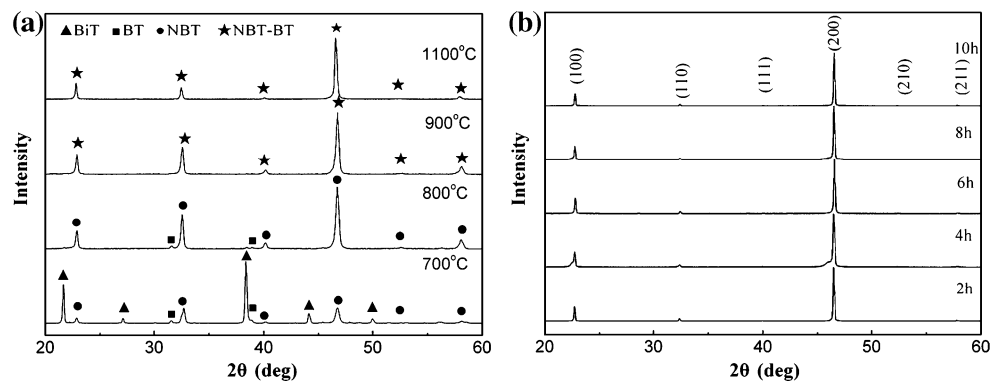 (a)
▲BiT ■BT ●NBT ★NBT-BT
1100°C
900°C
800°C
700°C
Intensity
20 30 40 50 60
2θ (deg)
(b)
(100) (110) (111) (200) (210) (211)
10h
8h
6h
4h
2h
Intensity
20 30 40 50 60
2θ (deg)